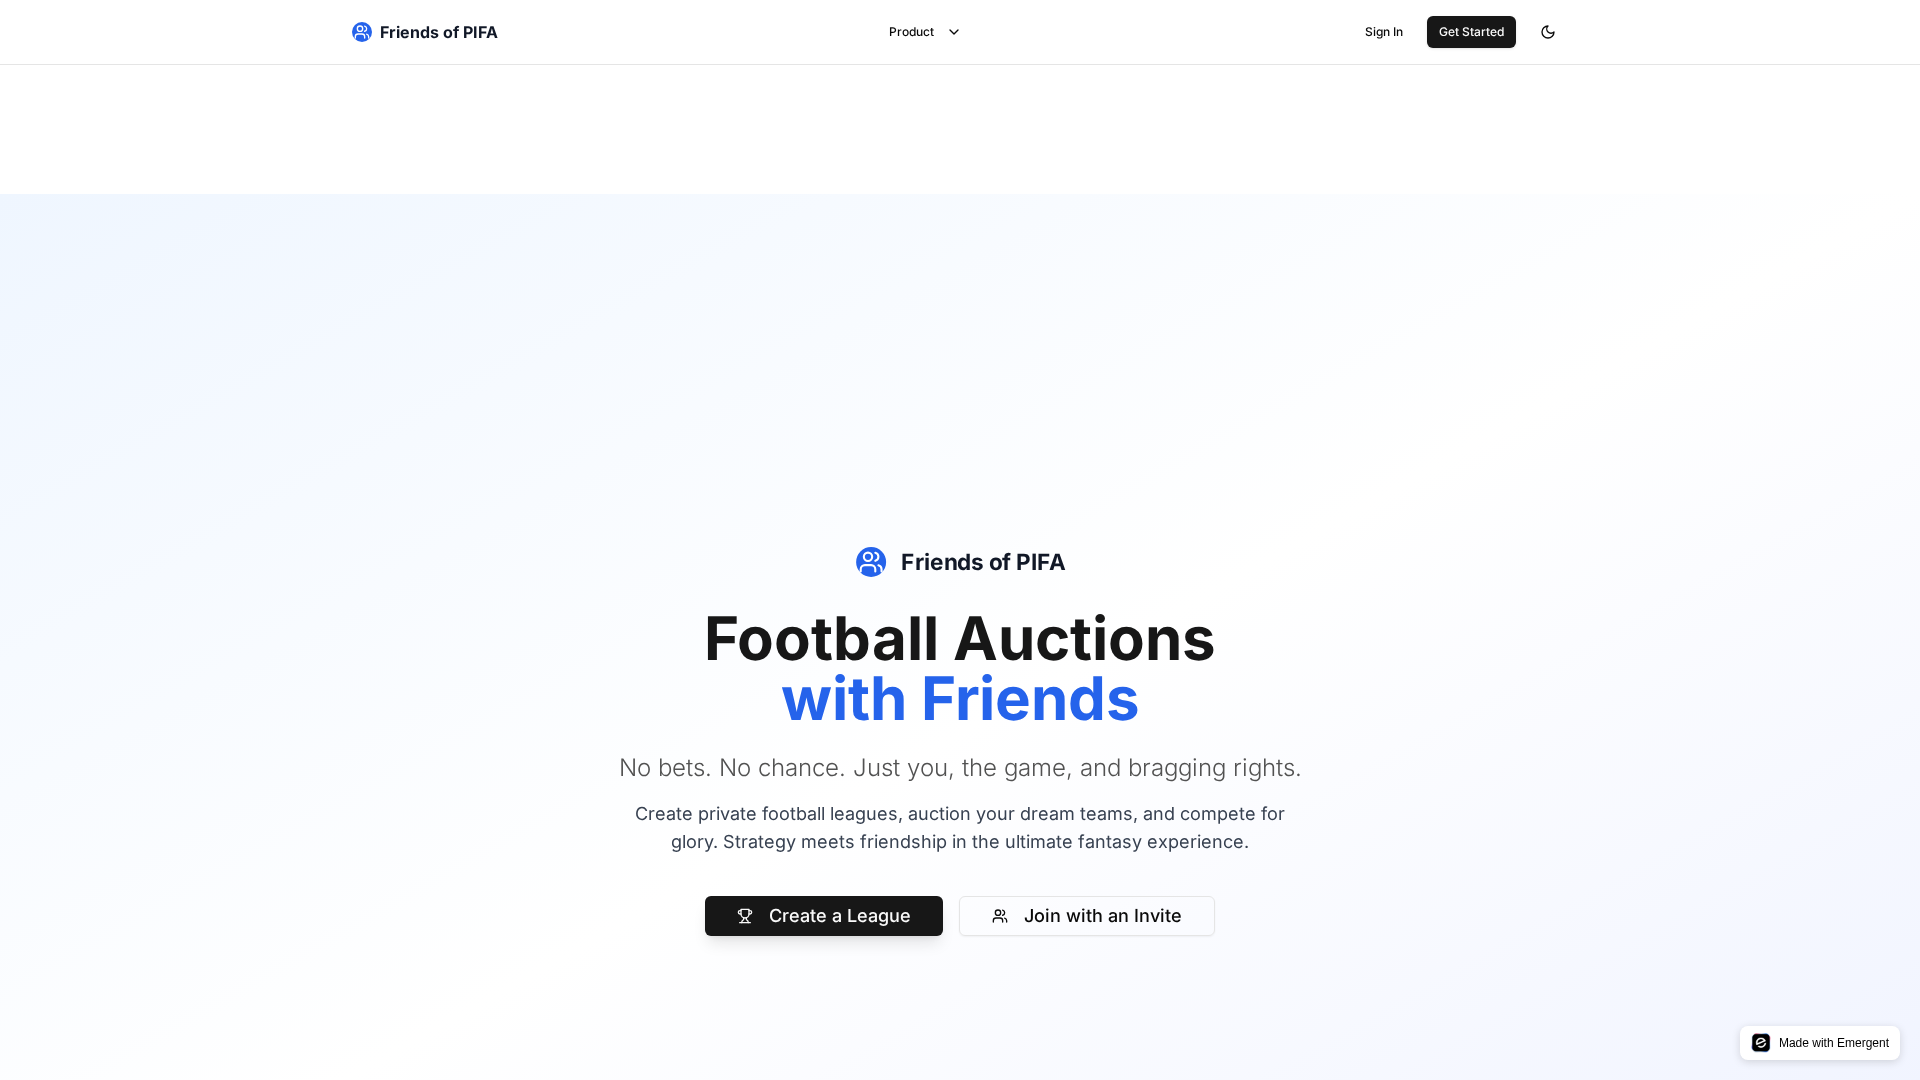 Friends of PIFA
Product
Sign In
Get Started
Friends of PIFA
Football Auctions
with Friends
No bets. No chance. Just you, the game, and bragging rights.
Create private football leagues, auction your dream teams, and compete for
glory. Strategy meets friendship in the ultimate fantasy experience.
Create a League
Join with an Invite
Made with Emergent